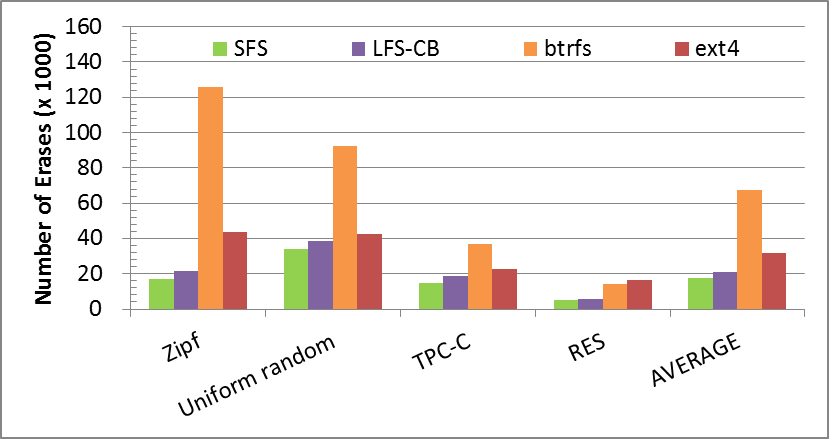 Number of Erases (x 1000)
160
140
120
100
80
60
40
20
0
SFS
LFS-CB
btrfs
ext4
Zipf
Uniform random
TPC-C
RES
AVERAGE